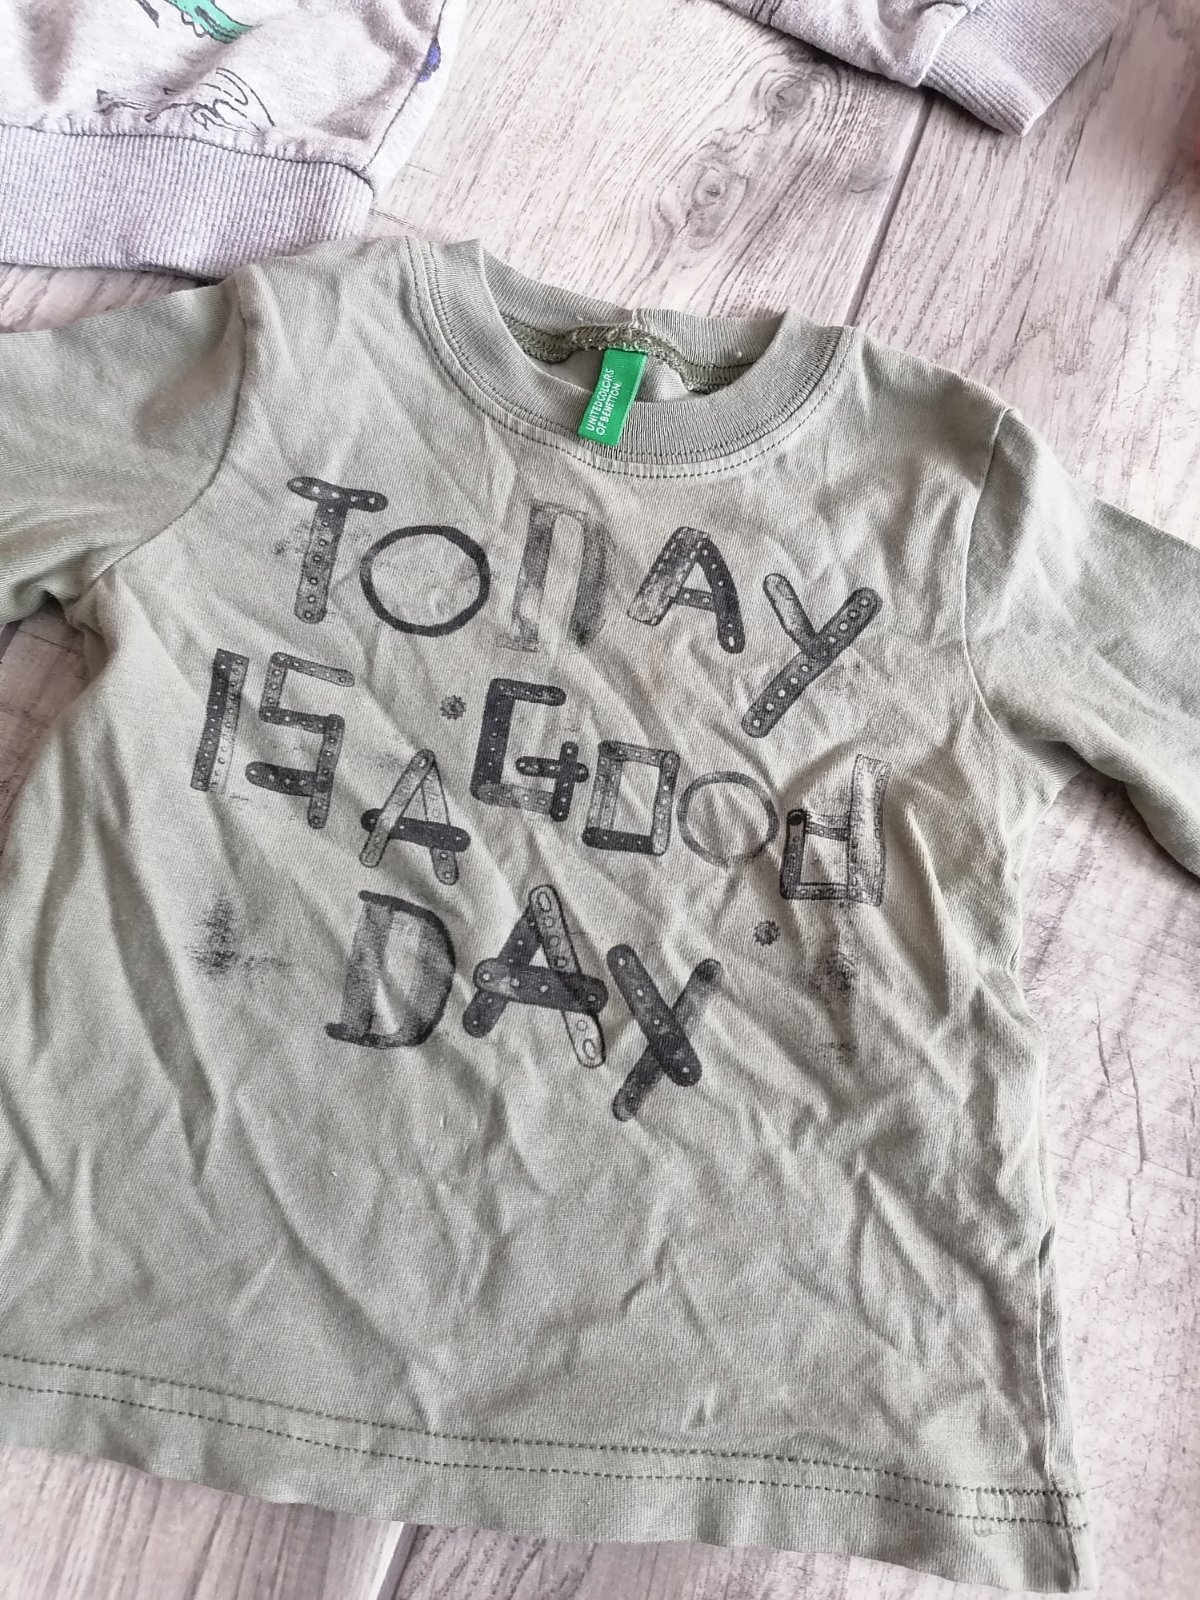 UNITED COLORS
OF BENETTON.
TODAY
IS A GOOD
DAY